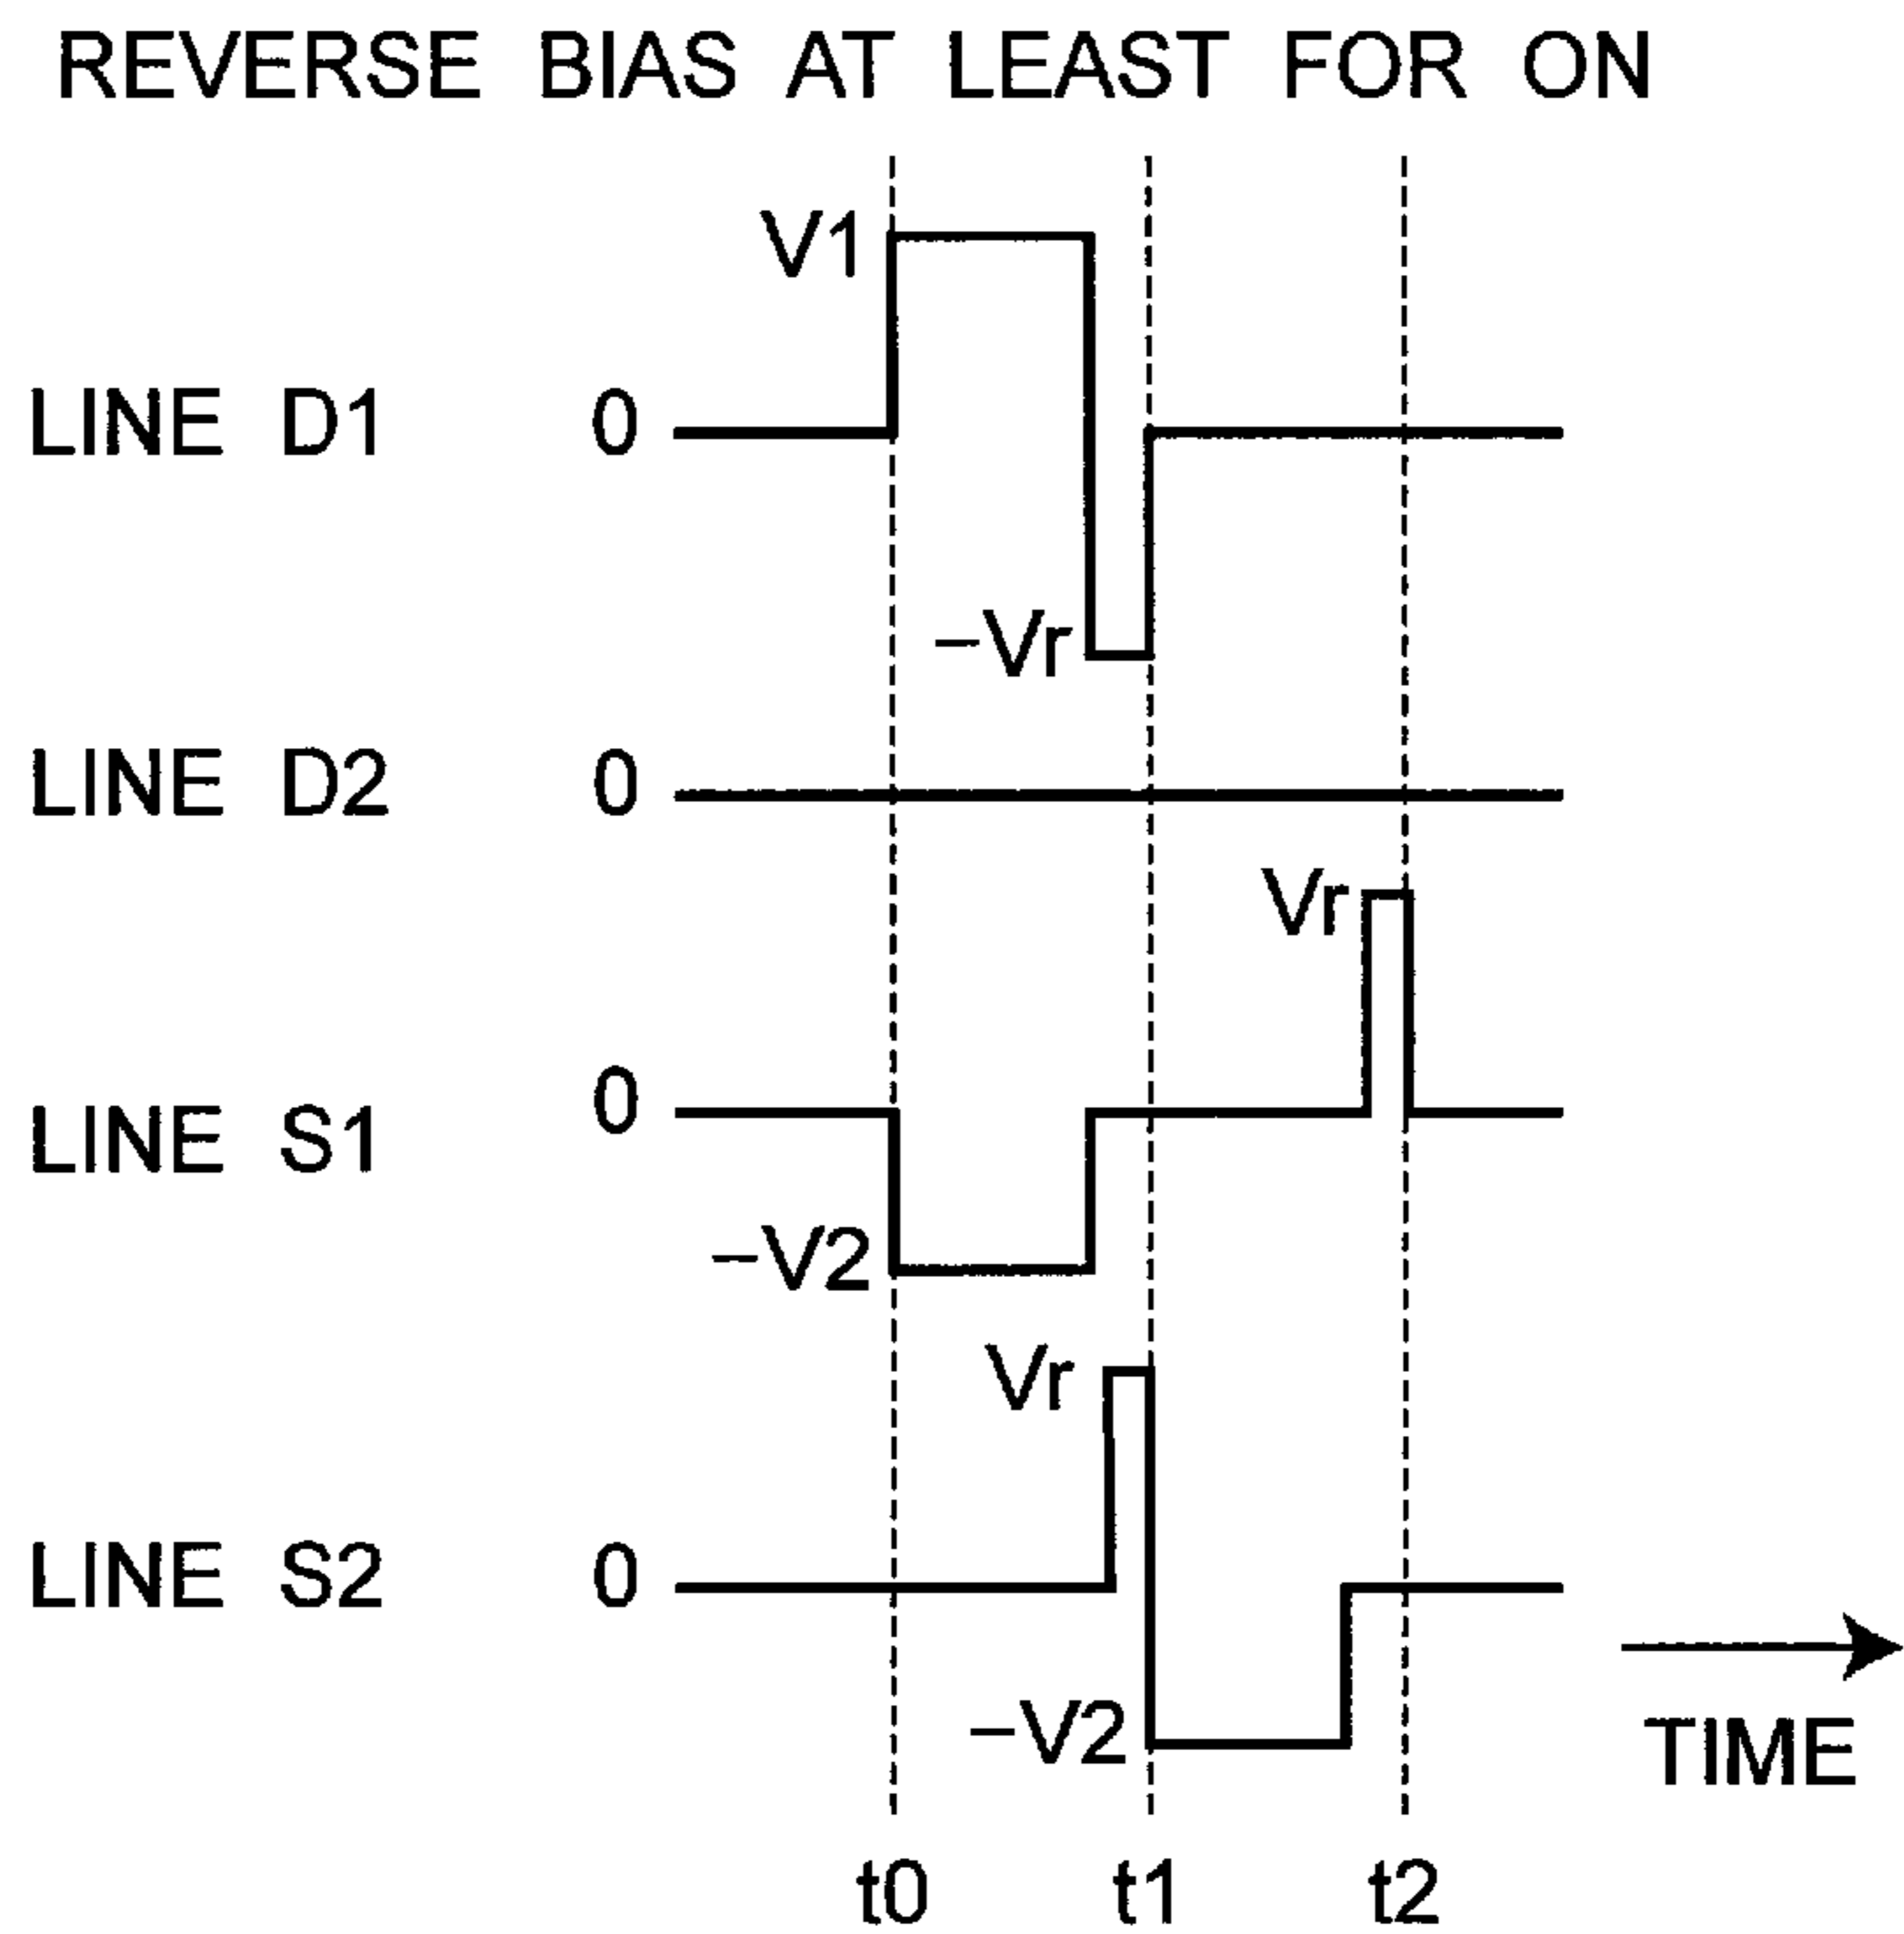 REVERSE BIAS AT LEAST FOR ON
V1
LINE D1 0
−Vr
LINE D2 0
Vr
0
LINE S1
−V2
Vr
LINE S2 0
−V2
TIME
t0 t1 t2